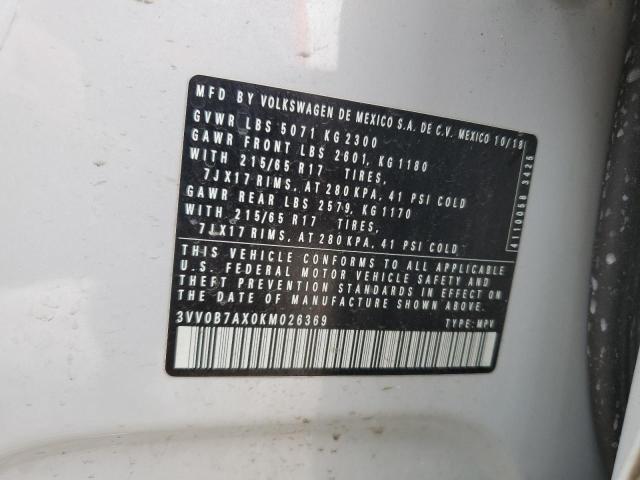 MFD BY VOLKSWAGEN DE MEXICO S.A. DE C.V. MEXICO 10/18
GVWR LBS 5071 KG 2300
GAWR FRONT LBS 2601, KG 1180
WITH 215/65 R17 TIRES,
7JX17 RIMS, AT 280 KPA, 41 PSI COLD
GAWR REAR LBS 2579, KG 1170
WITH 215/65 R17 TIRES,
7JX17 RIMS, AT 280 KPA, 41 PSI COLD
THIS VEHICLE CONFORMS TO ALL APPLICABLE
U.S. FEDERAL MOTOR VEHICLE SAFETY AND
THEFT PREVENTION STANDARDS IN EFFECT ON
THE DATE OF MANUFACTURE SHOWN ABOVE.
3VV0B7AX0KM026369 TYPE: MPV
4110058 3425